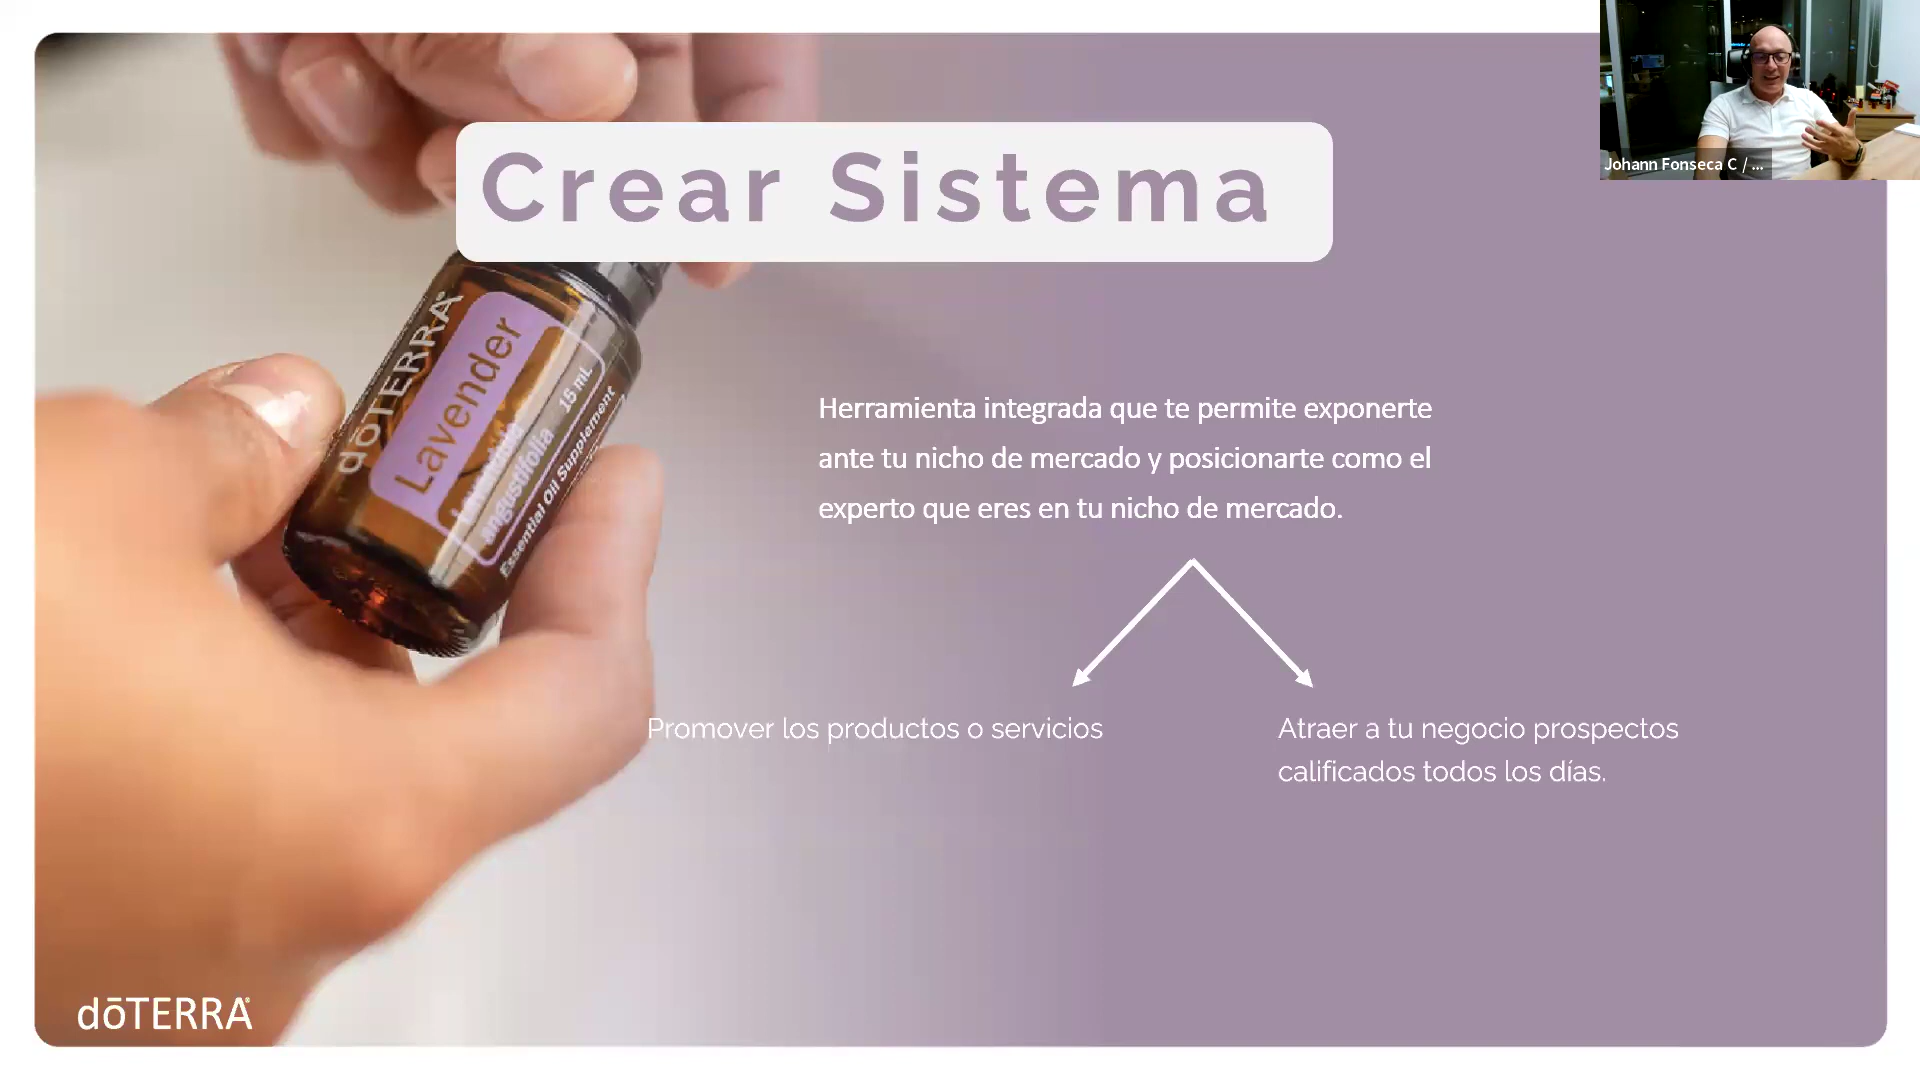 Crear Sistema
Johann Fonseca C / ...
dōTERRA
Lavender
Lavandula
angustifolia
15 mL
Essential Oil Supplement
Herramienta integrada que te permite exponerte
ante tu nicho de mercado y posicionarte como el
experto que eres en tu nicho de mercado.
Promover los productos o servicios
Atraer a tu negocio prospectos
calificados todos los días.
dōTERRA